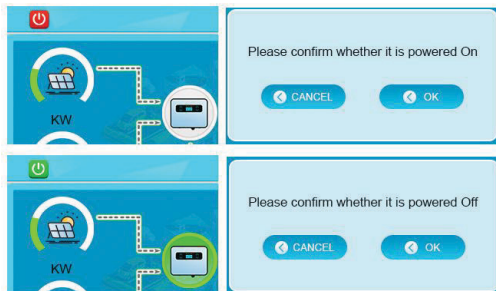 Please confirm whether it is powered On
CANCEL
OK
KW
Please confirm whether it is powered Off
CANCEL
OK
KW